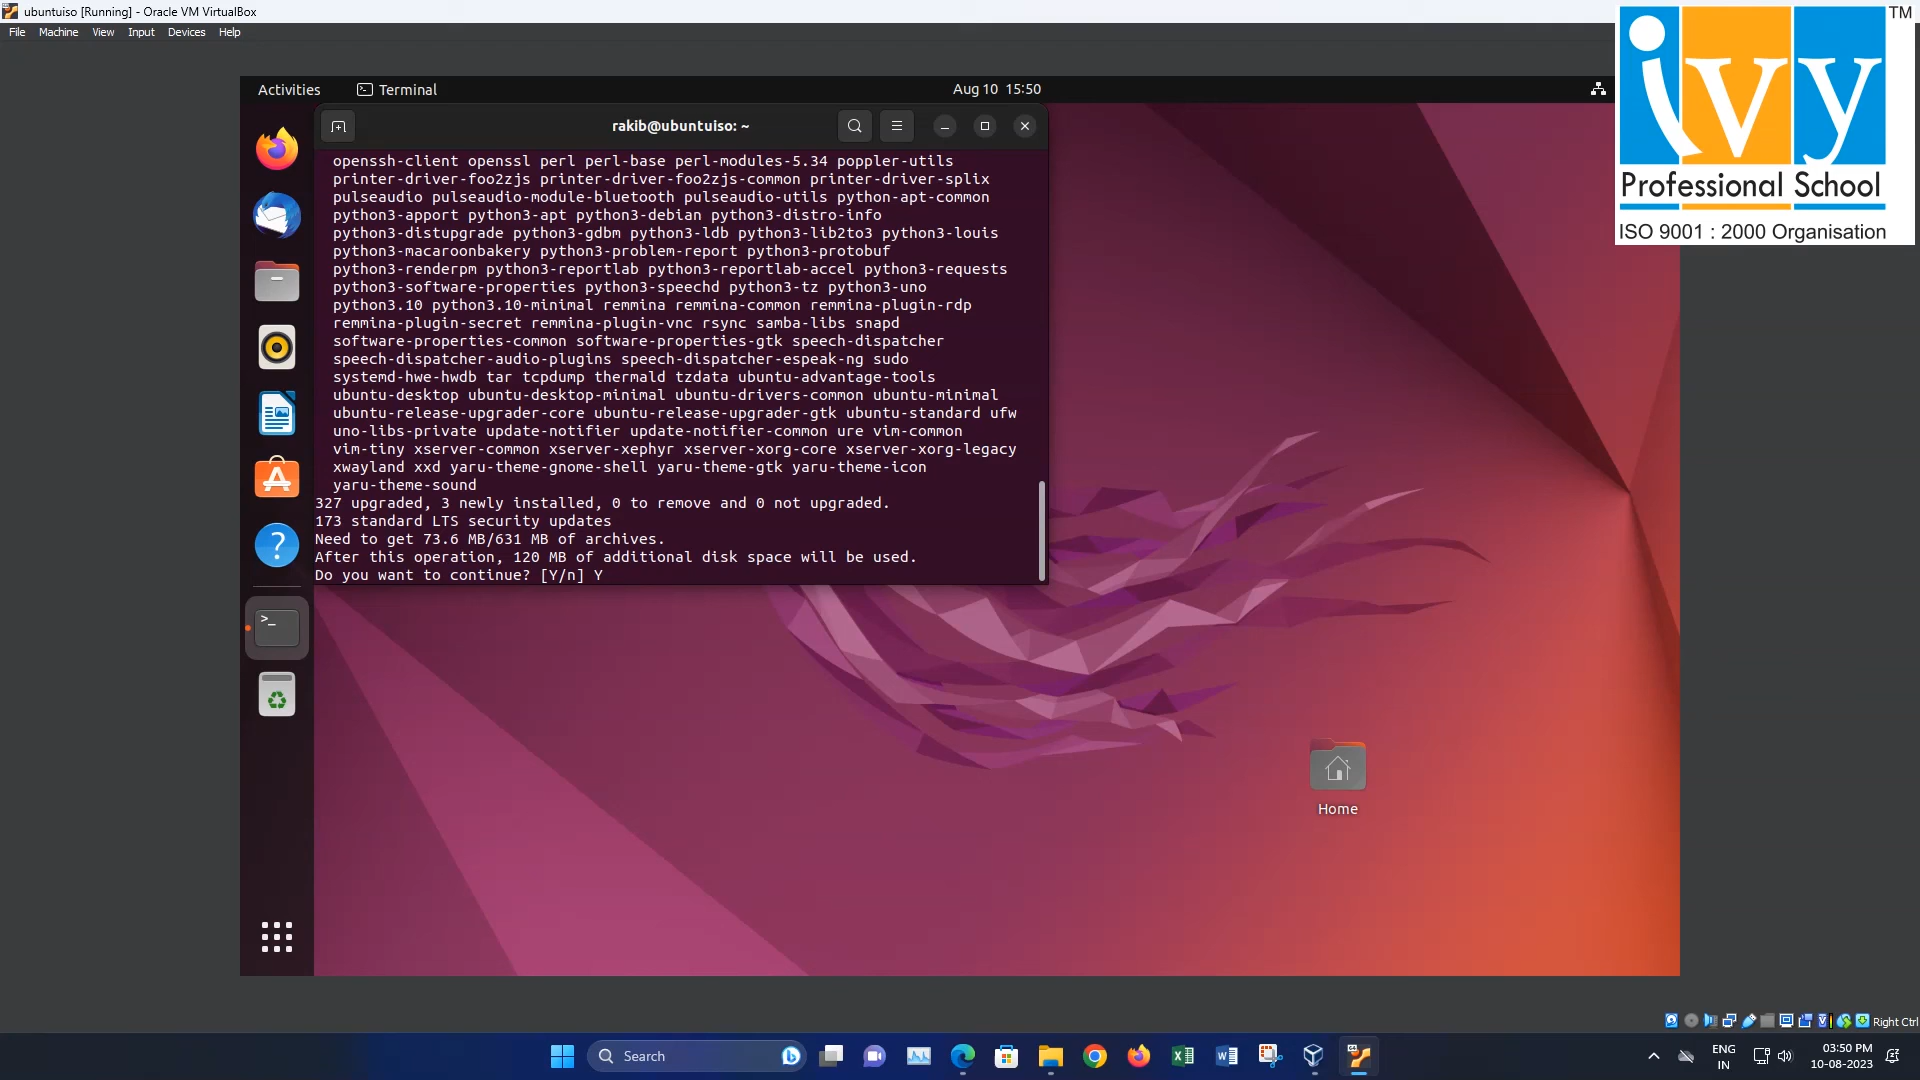 ubuntuiso [Running] - Oracle VM VirtualBox
File Machine View Input Devices Help
TM
ivy
Professional School
ISO 9001 : 2000 Organisation
Activities Terminal Aug 10 15:50
rakib@ubuntuiso: ~
openssh-client openssl perl perl-base perl-modules-5.34 poppler-utils
printer-driver-foo2zjs printer-driver-foo2zjs-common printer-driver-splix
pulseaudio pulseaudio-module-bluetooth pulseaudio-utils python-apt-common
python3-apport python3-apt python3-debian python3-distro-info
python3-distupgrade python3-gdbm python3-ldb python3-lib2to3 python3-louis
python3-macaroonbakery python3-problem-report python3-protobuf
python3-renderpm python3-reportlab python3-reportlab-accel python3-requests
python3-software-properties python3-speechd python3-tz python3-uno
python3.10 python3.10-minimal remmina remmina-common remmina-plugin-rdp
remmina-plugin-secret remmina-plugin-vnc rsync samba-libs snapd
software-properties-common software-properties-gtk speech-dispatcher
speech-dispatcher-audio-plugins speech-dispatcher-espeak-ng sudo
systemd-hwe-hwdb tar tcpdump thermald tzdata ubuntu-advantage-tools
ubuntu-desktop ubuntu-desktop-minimal ubuntu-drivers-common ubuntu-minimal
ubuntu-release-upgrader-core ubuntu-release-upgrader-gtk ubuntu-standard ufw
uno-libs-private update-notifier update-notifier-common ure vim-common
vim-tiny xserver-common xserver-xephyr xserver-xorg-core xserver-xorg-legacy
xwayland xxd yaru-theme-gnome-shell yaru-theme-gtk yaru-theme-icon
yaru-theme-sound
327 upgraded, 3 newly installed, 0 to remove and 0 not upgraded.
173 standard LTS security updates
Need to get 73.6 MB/631 MB of archives.
After this operation, 120 MB of additional disk space will be used.
Do you want to continue? [Y/n] Y
Home
Right Ctrl
Search
ENG
IN
03:50 PM
10-08-2023